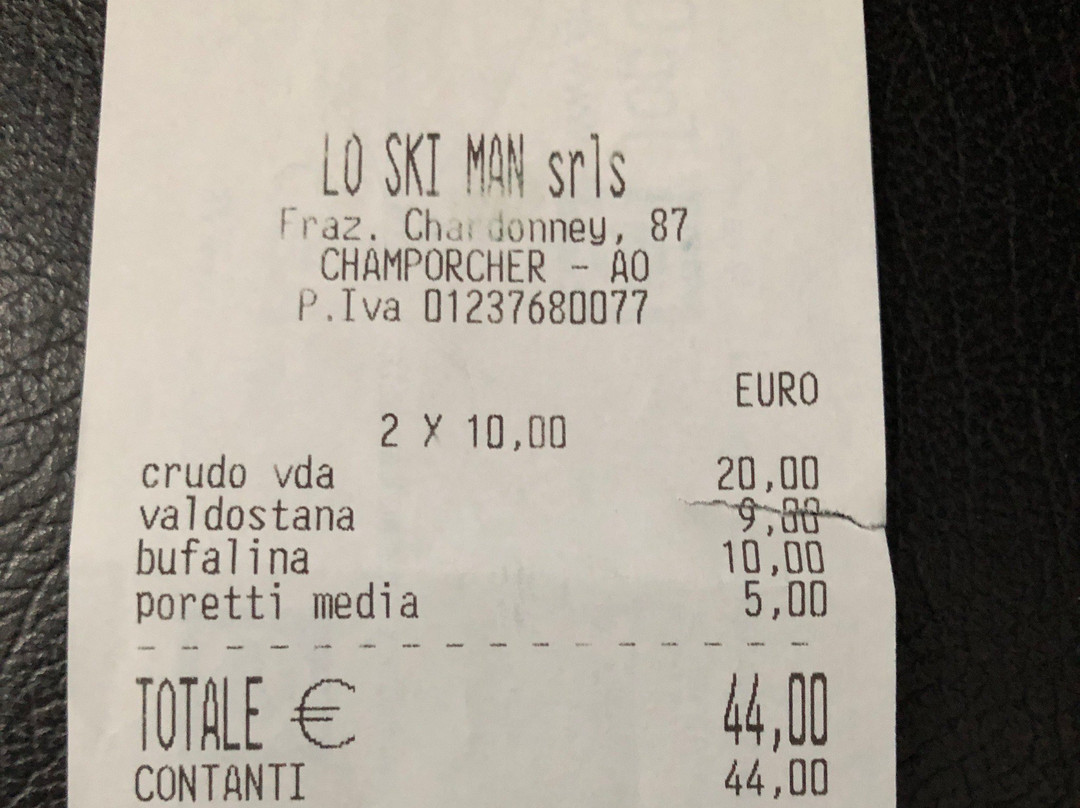 LO SKI MAN srls
Fraz. Chardonney, 87
CHAMPORCHER - AO
P.Iva 01237680077
EURO
2 X 10,00
crudo vda 20,00
valdostana 9,00
bufalina 10,00
poretti media 5,00
TOTALE € 44,00
CONTANTI 44,00